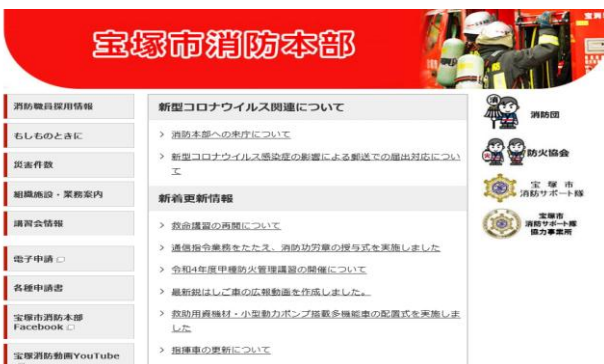 宝塚市消防本部
消防職員採用情報
もしものときに
災害件数
組織施設・業務案内
講習会情報
電子申請
各種申請書
宝塚市消防本部
Facebook
宝塚消防動画YouTube
新型コロナウイルス関連について
> 消防本部への来庁について
> 新型コロナウイルス感染症の影響による郵送での届出対応につい
て
新着更新情報
> 救命講習の再開について
> 通信指令業務をたたえ、消防功労章の授与式を実施しました
> 令和4年度甲種防火管理講習の開催について
> 最新鋭はしご車の広報動画を作成しました。
> 救助用資機材・小型動力ポンプ搭載多機能車の配置式を実施しま
した
> 指揮車の更新について
消防団
防火協会
宝塚市
消防サポート隊
宝塚市
消防サポート隊
協力事業所